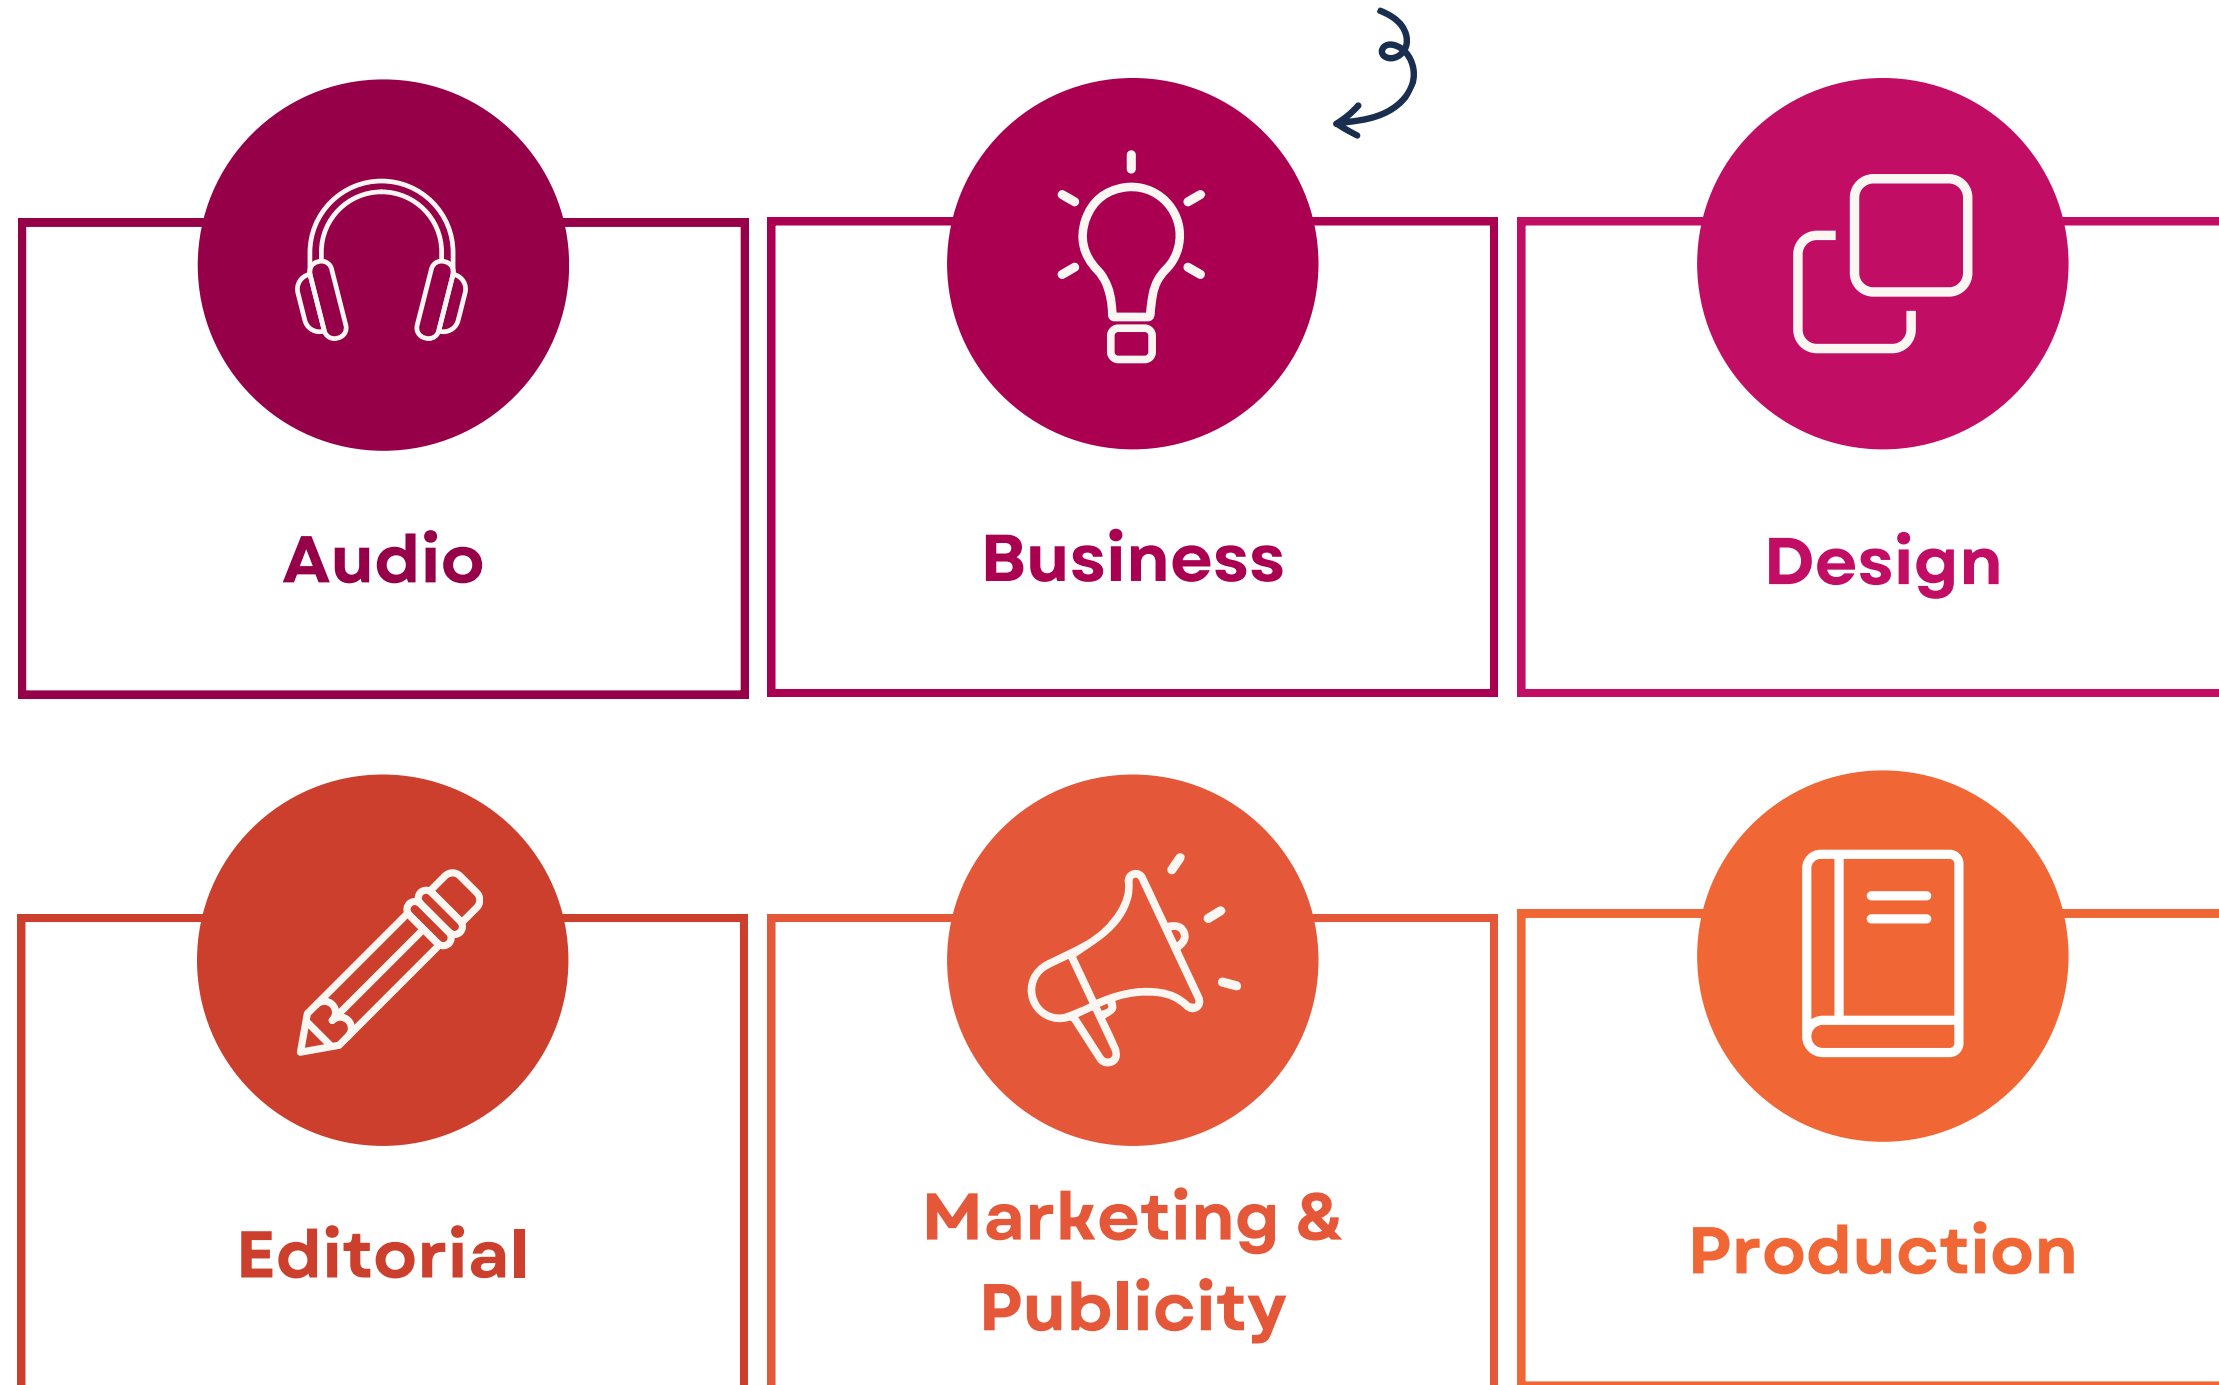 Audio
Business
Design
Editorial
Marketing &
Publicity
Production